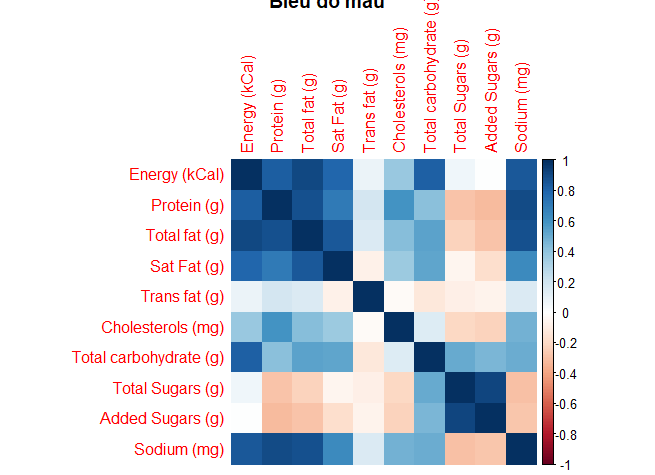 Bieu do mau
Energy (kCal)
Protein (g)
Total fat (g)
Sat Fat (g)
Trans fat (g)
Cholesterols (mg)
Total carbohydrate (g)
Total Sugars (g)
Added Sugars (g)
Sodium (mg)
Energy (kCal)
Protein (g)
Total fat (g)
Sat Fat (g)
Trans fat (g)
Cholesterols (mg)
Total carbohydrate (g)
Total Sugars (g)
Added Sugars (g)
Sodium (mg)
1
0.8
0.6
0.4
0.2
0
-0.2
-0.4
-0.6
-0.8
-1